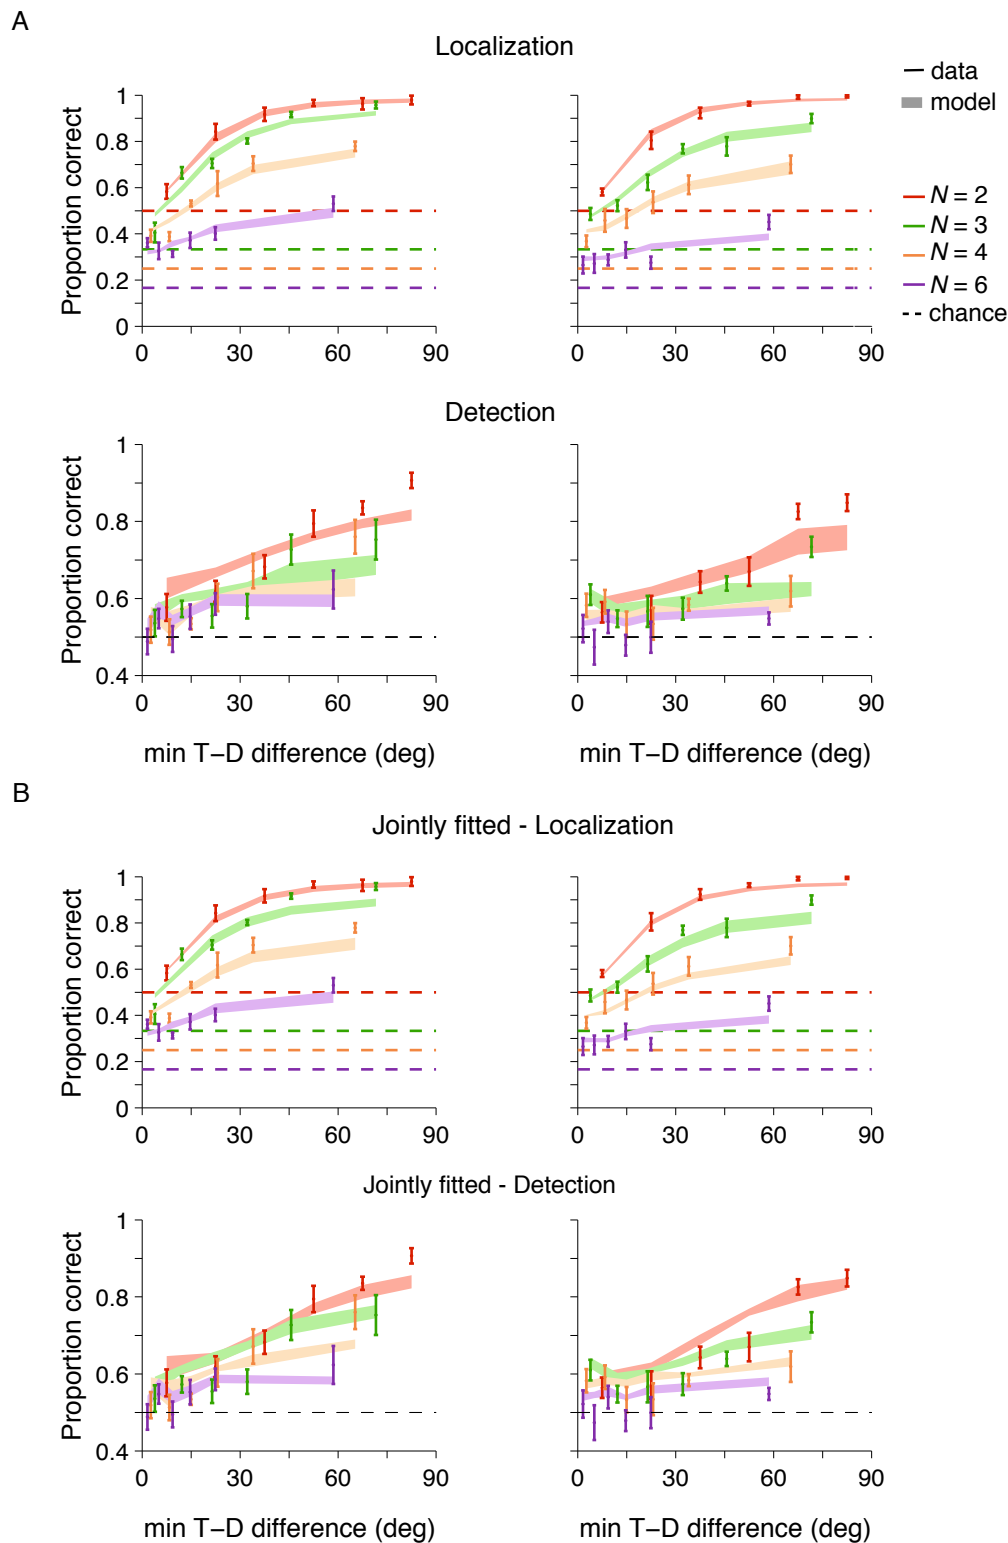 A
Localization
data
model
Proportion correct
1
0.8
0.6
0.4
0.2
0
0 30 60 90
0 30 60 90
N = 2
N = 3
N = 4
N = 6
chance
Detection
Proportion correct
1
0.8
0.6
0.4
0 30 60 90
0 30 60 90
min T–D difference (deg)
min T–D difference (deg)
B
Jointly fitted - Localization
Proportion correct
1
0.8
0.6
0.4
0.2
0
0 30 60 90
0 30 60 90
Jointly fitted - Detection
Proportion correct
1
0.8
0.6
0.4
0 30 60 90
0 30 60 90
min T–D difference (deg)
min T–D difference (deg)